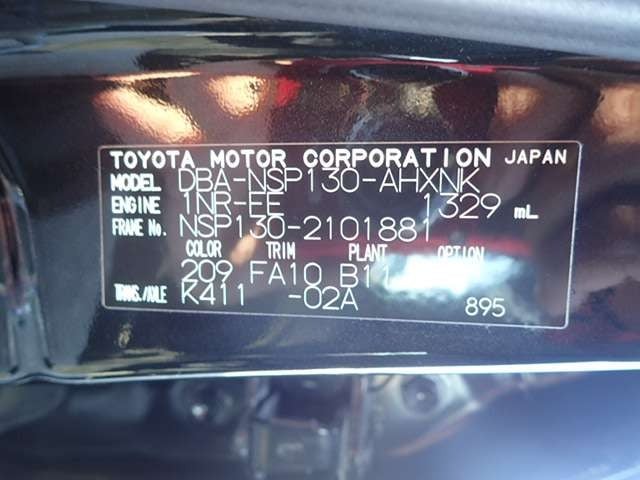 TOYOTA MOTOR CORPORATION JAPAN
MODEL DBA-NSP130-AHXNK
ENGINE 1NR-FE 1329 mL
FRAME No. NSP130-2101881
COLOR TRIM PLANT OPTION
209 FA10 B11
TRANS./AXLE K411 -02A 895